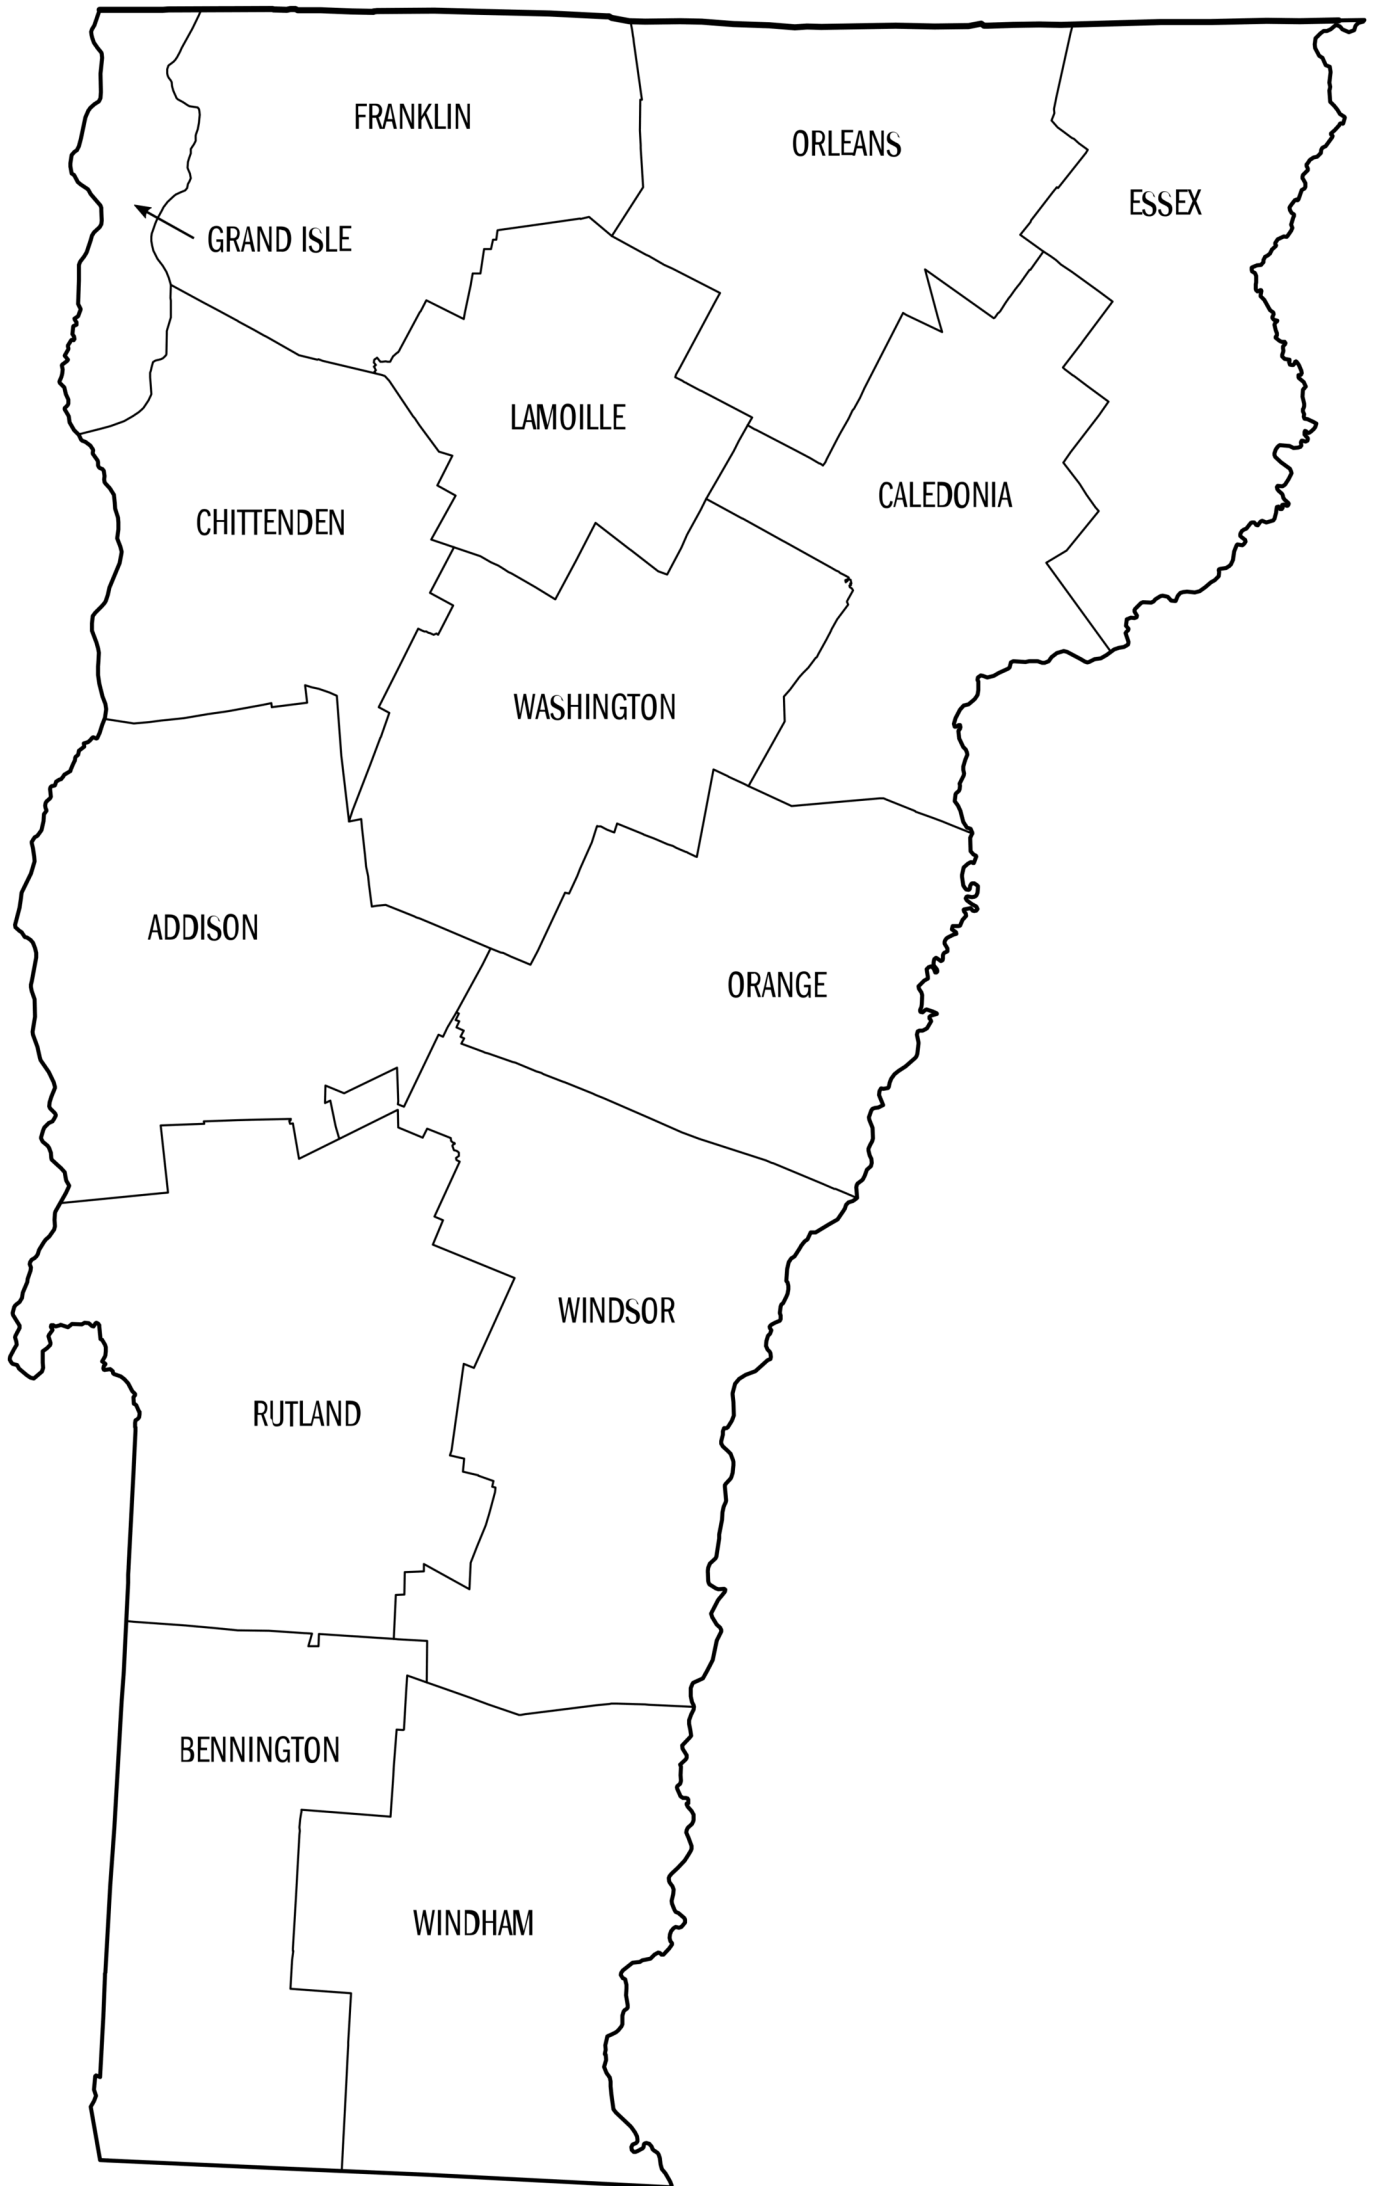 FRANKLIN
ORLEANS
ESSEX
GRAND ISLE
LAMOILLE
CALEDONIA
CHITTENDEN
WASHINGTON
ADDISON
ORANGE
WINDSOR
RUTLAND
BENNINGTON
WINDHAM